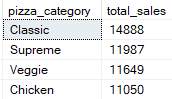 pizza_category total_sales
Classic 14888
Supreme 11987
Veggie 11649
Chicken 11050